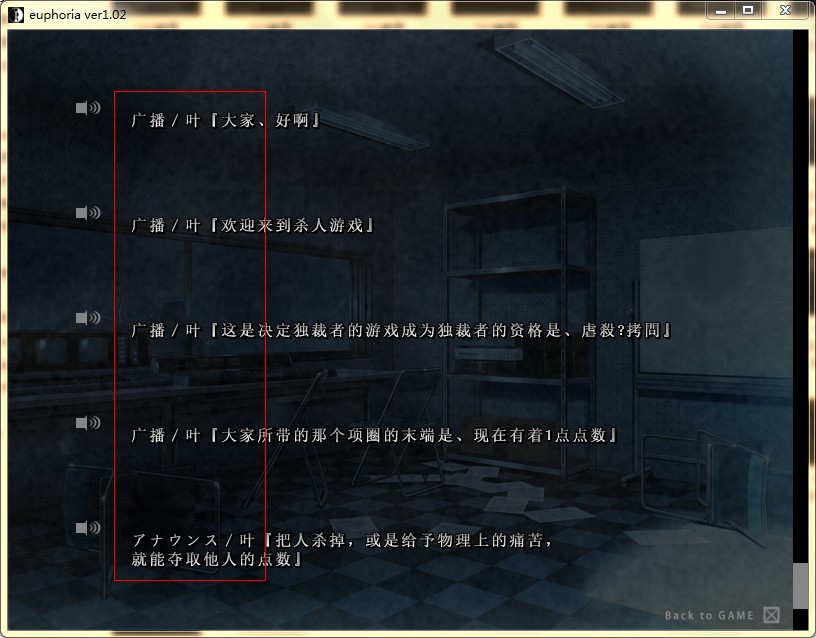 euphoria ver1.02
广播／叶『大家、好啊』
广播／叶『欢迎来到杀人游戏』
广播／叶『这是决定独裁者的游戏成为独裁者的资格是、虐殺?拷問』
广播／叶『大家所带的那个项圈的末端是、现在有着1点点数』
アナウンス／叶『把人杀掉，或是给予物理上的痛苦，
就能夺取他人的点数』
Back to GAME